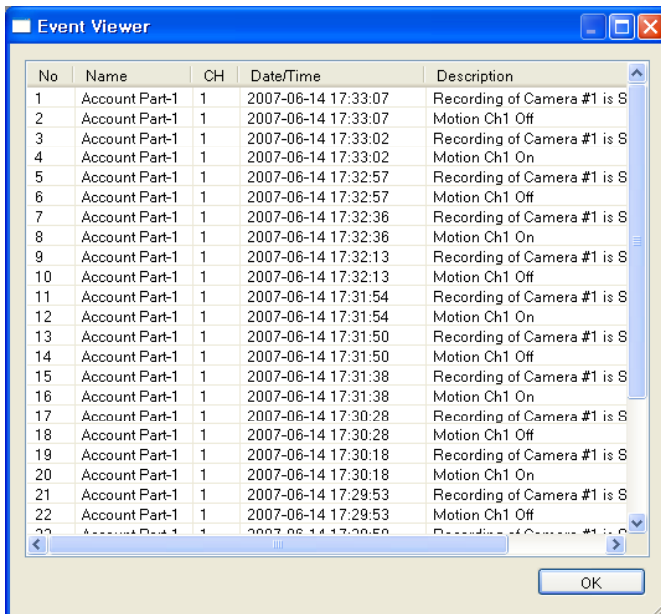 Event Viewer
No Name CH Date/Time Description
1 Account Part-1 1 2007-06-14 17:33:07 Recording of Camera #1 is S
2 Account Part-1 1 2007-06-14 17:33:07 Motion Ch1 Off
3 Account Part-1 1 2007-06-14 17:33:02 Recording of Camera #1 is S
4 Account Part-1 1 2007-06-14 17:33:02 Motion Ch1 On
5 Account Part-1 1 2007-06-14 17:32:57 Recording of Camera #1 is S
6 Account Part-1 1 2007-06-14 17:32:57 Motion Ch1 Off
7 Account Part-1 1 2007-06-14 17:32:36 Recording of Camera #1 is S
8 Account Part-1 1 2007-06-14 17:32:36 Motion Ch1 On
9 Account Part-1 1 2007-06-14 17:32:13 Recording of Camera #1 is S
10 Account Part-1 1 2007-06-14 17:32:13 Motion Ch1 Off
11 Account Part-1 1 2007-06-14 17:31:54 Recording of Camera #1 is S
12 Account Part-1 1 2007-06-14 17:31:54 Motion Ch1 On
13 Account Part-1 1 2007-06-14 17:31:50 Recording of Camera #1 is S
14 Account Part-1 1 2007-06-14 17:31:50 Motion Ch1 Off
15 Account Part-1 1 2007-06-14 17:31:38 Recording of Camera #1 is S
16 Account Part-1 1 2007-06-14 17:31:38 Motion Ch1 On
17 Account Part-1 1 2007-06-14 17:30:28 Recording of Camera #1 is S
18 Account Part-1 1 2007-06-14 17:30:28 Motion Ch1 Off
19 Account Part-1 1 2007-06-14 17:30:18 Recording of Camera #1 is S
20 Account Part-1 1 2007-06-14 17:30:18 Motion Ch1 On
21 Account Part-1 1 2007-06-14 17:29:53 Recording of Camera #1 is S
22 Account Part-1 1 2007-06-14 17:29:53 Motion Ch1 Off
OK